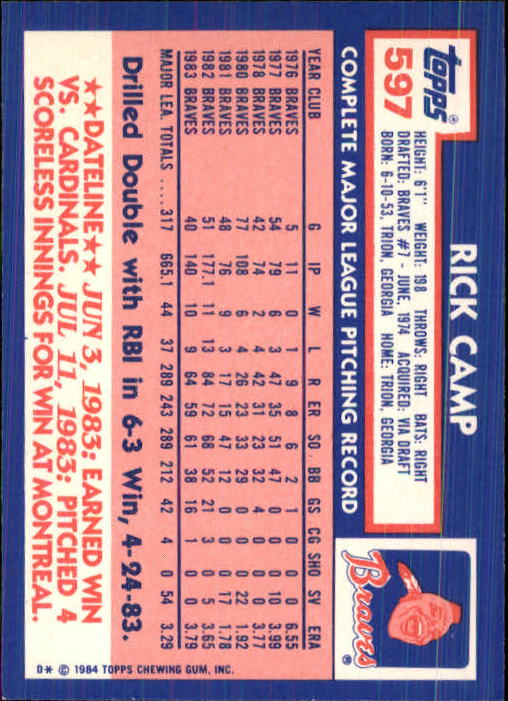 topps®
597
RICK CAMP
HEIGHT: 6'1" WEIGHT: 190 THROWS: RIGHT BATS: RIGHT
DRAFTED: BRAVES #7 - JUNE, 1974 ACQUIRED: VIA DRAFT
BORN: 6-10-53, TRION, GEORGIA HOME: TRION, GEORGIA
Braves®
COMPLETE MAJOR LEAGUE PITCHING RECORD
YEAR CLUB G IP W L R ER SO BB GS CG SHO SV ERA
1976 BRAVES 5 11 0 1 9 8 6 2 1 0 0 0 6.55
1977 BRAVES 54 79 6 3 47 35 51 47 0 0 0 10 3.99
1978 BRAVES 42 74 2 4 42 31 23 32 4 0 0 0 3.77
1980 BRAVES 77 108 6 4 26 23 33 29 0 0 0 22 1.92
1981 BRAVES 48 76 9 3 17 15 47 12 0 0 0 17 1.78
1982 BRAVES 51 177.1 11 13 84 72 68 52 21 3 0 5 3.65
1983 BRAVES 40 140 10 9 64 59 61 38 16 1 0 0 3.79
MAJOR LEA. TOTALS ....317 665.1 44 37 289 243 289 212 42 4 0 54 3.29
Drilled Double with RBI in 6-3 Win, 4-24-83.
★★DATELINE★★ JUN 3, 1983: EARNED WIN
VS. CARDINALS. JUL 11, 1983: PITCHED 4
SCORELESS INNINGS FOR WIN AT MONTREAL.
D* © 1984 TOPPS CHEWING GUM, INC.